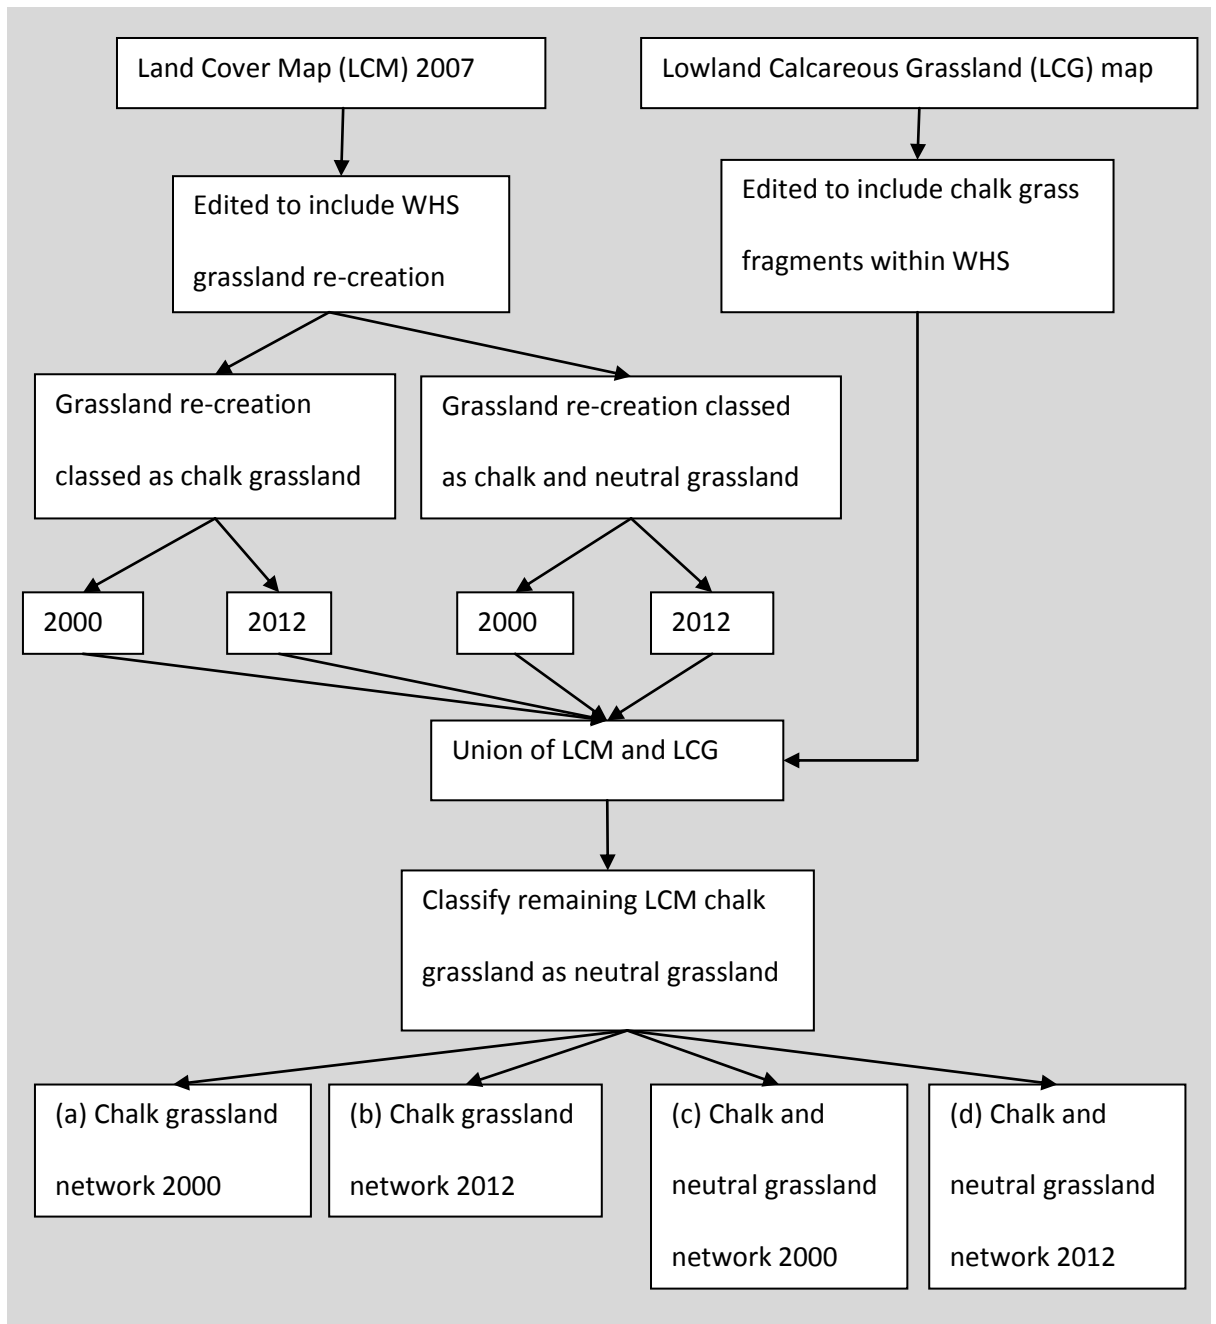 Land Cover Map (LCM) 2007
Lowland Calcareous Grassland (LCG) map
Edited to include WHS
grassland re-creation
Edited to include chalk grass
fragments within WHS
Grassland re-creation
classed as chalk grassland
Grassland re-creation classed
as chalk and neutral grassland
2000
2012
2000
2012
Union of LCM and LCG
Classify remaining LCM chalk
grassland as neutral grassland
(a) Chalk grassland
network 2000
(b) Chalk grassland
network 2012
(c) Chalk and
neutral grassland
network 2000
(d) Chalk and
neutral grassland
network 2012